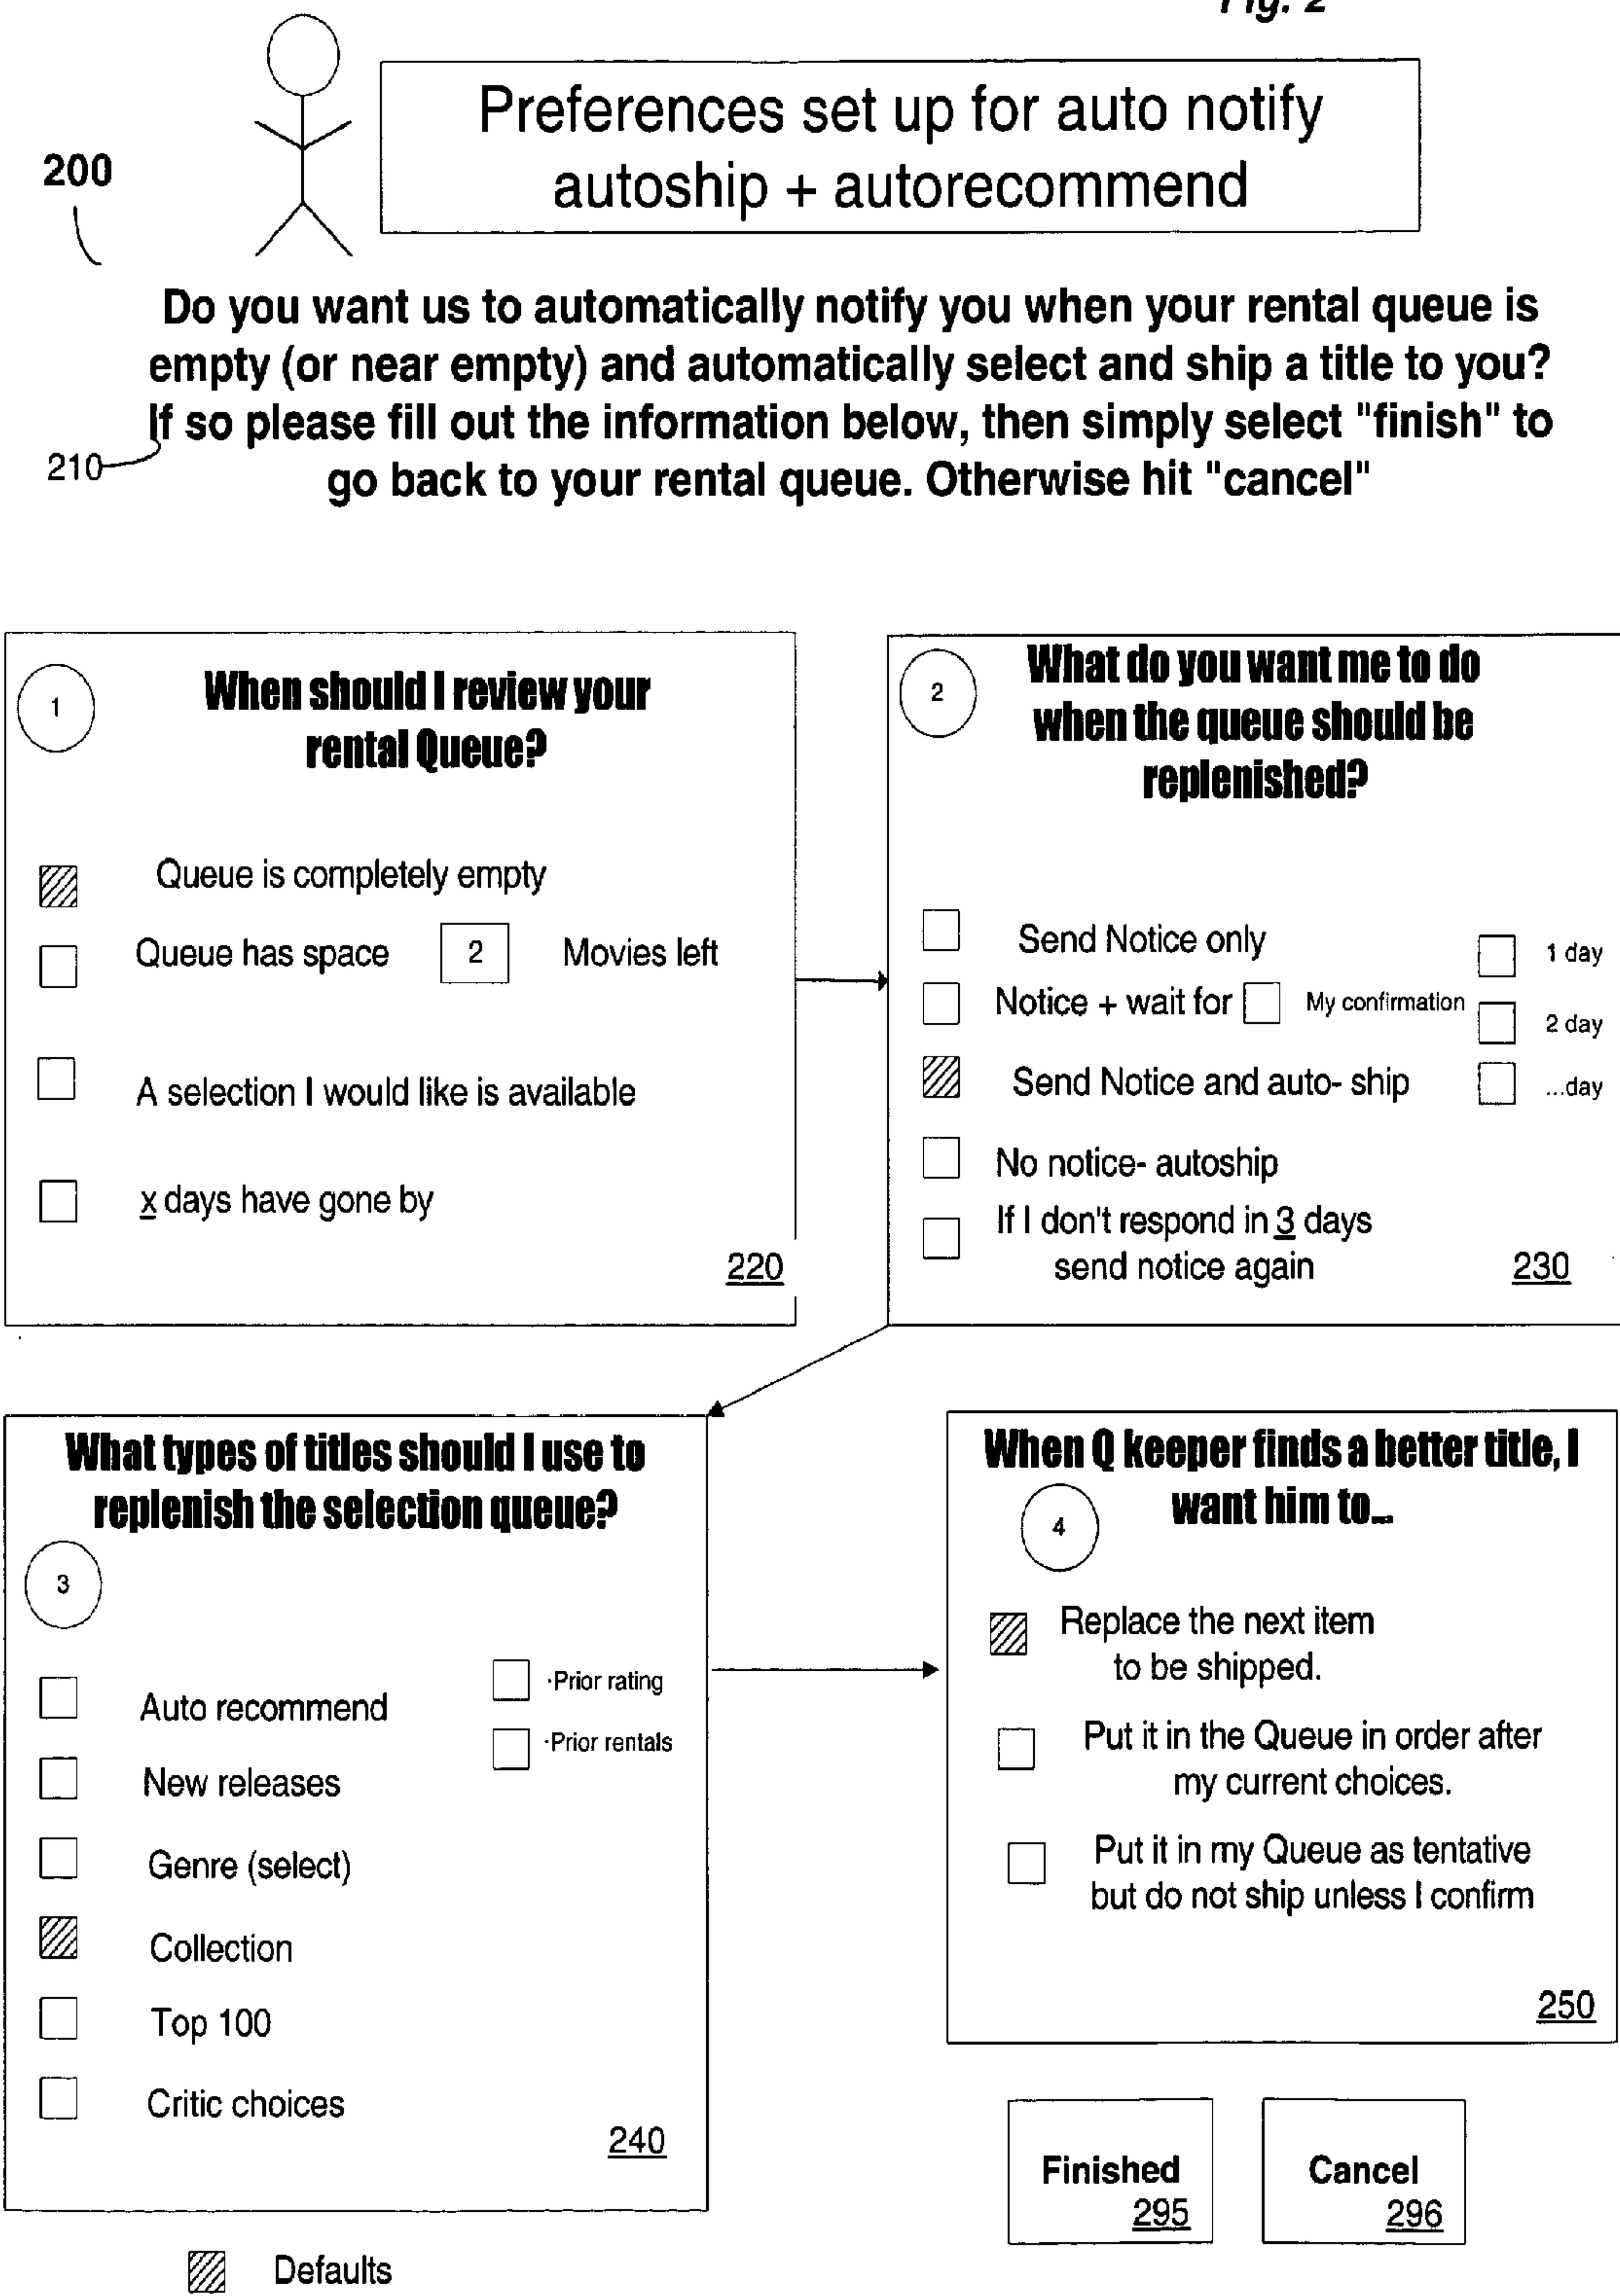 Fig. 2
Preferences set up for auto notify
autoship + autorecommend
200
Do you want us to automatically notify you when your rental queue is
empty (or near empty) and automatically select and ship a title to you?
If so please fill out the information below, then simply select "finish" to
210
go back to your rental queue. Otherwise hit "cancel"
1
When should I review your
rental Queue?
Queue is completely empty
Queue has space 2 Movies left
A selection I would like is available
x days have gone by
220
2
What do you want me to do
when the queue should be
replenished?
Send Notice only
1 day
Notice + wait for My confirmation
2 day
Send Notice and auto- ship
...day
No notice- autoship
If I don't respond in 3 days
send notice again
230
What types of titles should I use to
replenish the selection queue?
3
Auto recommend
·Prior rating
·Prior rentals
New releases
Genre (select)
Collection
Top 100
Critic choices
240
When Q keeper finds a better title, I
want him to...
4
Replace the next item
to be shipped.
Put it in the Queue in order after
my current choices.
Put it in my Queue as tentative
but do not ship unless I confirm
250
Finished
295
Cancel
296
Defaults